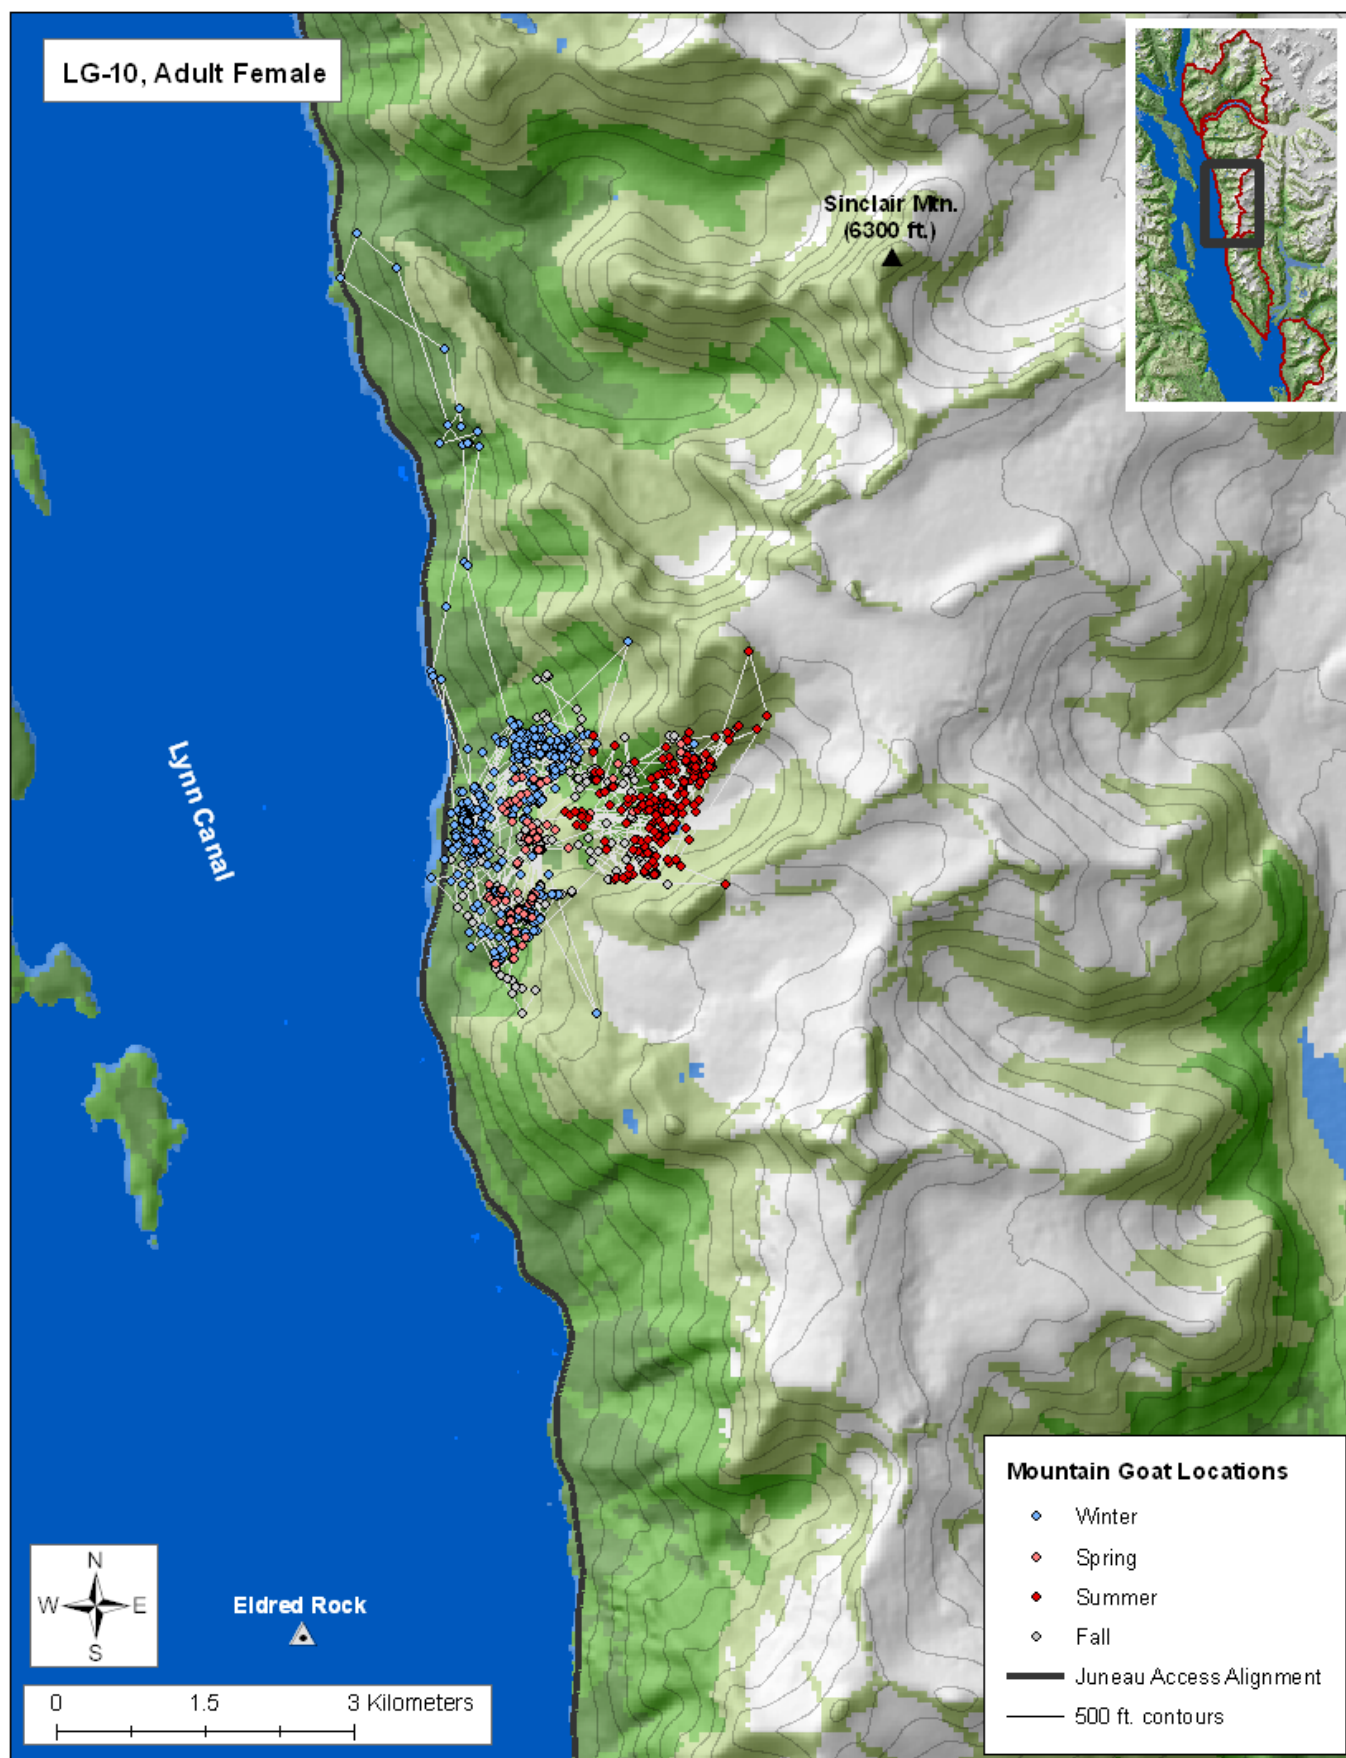 LG-10, Adult Female
Sinclair Mtn.
(6300 ft.)
Lynn Canal
Mountain Goat Locations
Winter
Spring
Summer
Fall
Juneau Access Alignment
500 ft. contours
N
W E
S
Eldred Rock
0 1.5 3 Kilometers